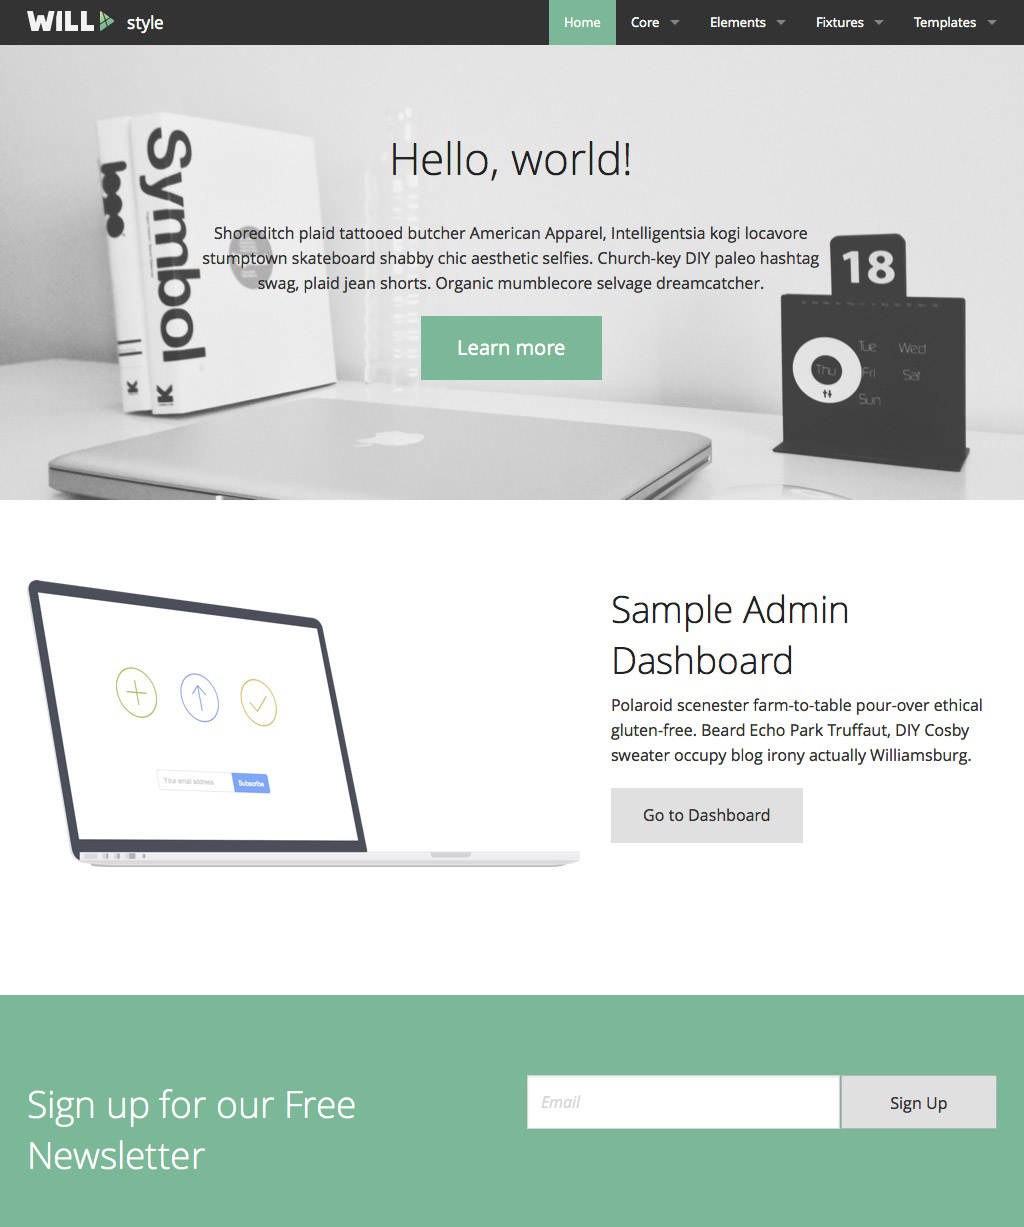 WILL style
Home Core Elements Fixtures Templates
Hello, world!
Shoreditch plaid tattooed butcher American Apparel, Intelligentsia kogi locavore
stumptown skateboard shabby chic aesthetic selfies. Church-key DIY paleo hashtag
swag, plaid jean shorts. Organic mumblecore selvage dreamcatcher.
Learn more
logo
Symbol
K
K
18
Tue Wed
Thu Fri Sat
Sun
Your email address Subscribe
Sample Admin
Dashboard
Polaroid scenester farm-to-table pour-over ethical
gluten-free. Beard Echo Park Truffaut, DIY Cosby
sweater occupy blog irony actually Williamsburg.
Go to Dashboard
Sign up for our Free
Newsletter
Email
Sign Up